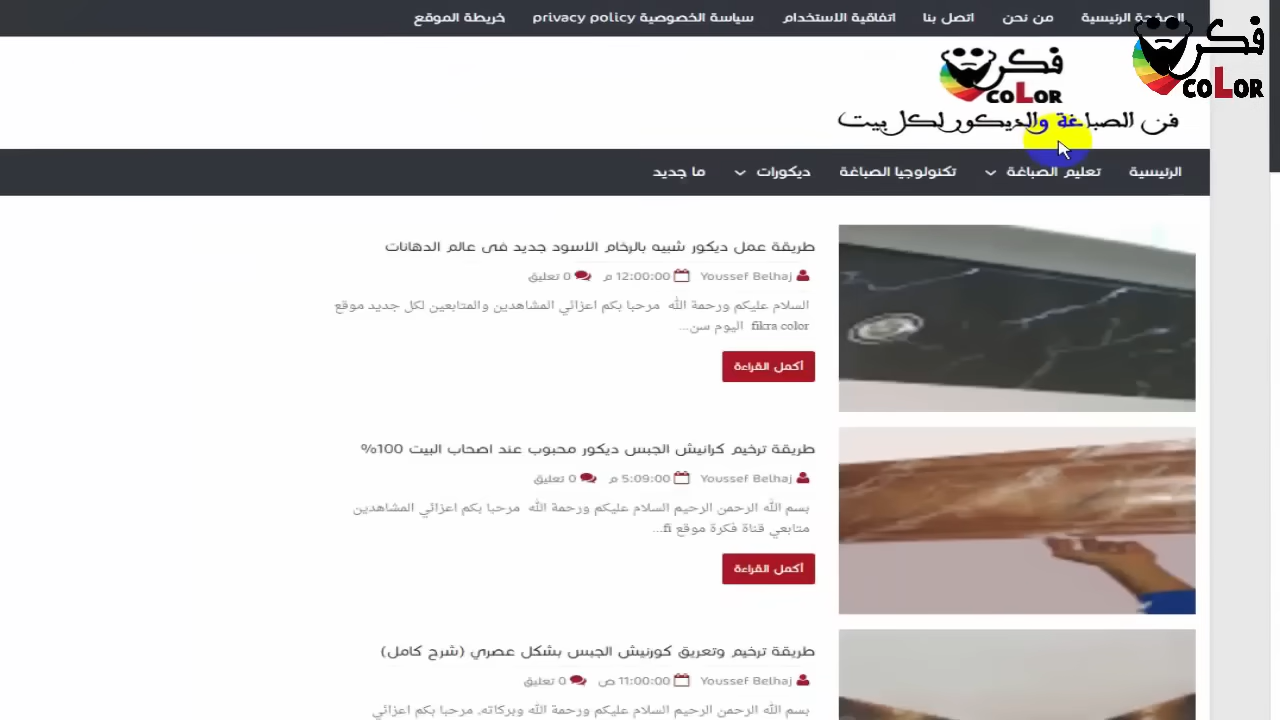 الصفحة الرئيسية من نحن اتصل بنا اتفاقية الاستخدام سياسة الخصوصية privacy policy خريطة الموقع
فكرة
COLOR
فكرة
COLOR
فن الصباغة والديكور لكل بيت
الرئيسية تعليم الصباغة تكنولوجيا الصباغة ديكورات ما جديد
طريقة عمل ديكور شبيه بالرخام الاسود جديد فى عالم الدهانات
Youssef Belhaj 12:00:00 م 0 تعليق
السلام عليكم ورحمة الله مرحبا بكم اعزائي المشاهدين والمتابعين لكل جديد موقع
fikra color اليوم سن...
أكمل القراءة
طريقة ترخيم كرانيش الجبس ديكور محبوب عند اصحاب البيت 100%
Youssef Belhaj 5:09:00 م 0 تعليق
بسم الله الرحمن الرحيم السلام عليكم ورحمة الله مرحبا بكم اعزائي المشاهدين
متابعي قناة فكرة موقع fi...
أكمل القراءة
طريقة ترخيم وتعريق كورنيش الجبس بشكل عصري (شرح كامل)
Youssef Belhaj 11:00:00 ص 0 تعليق
بسم الله الرحمن الرحيم السلام عليكم ورحمة الله وبركاته. مرحبا بكم اعزائي